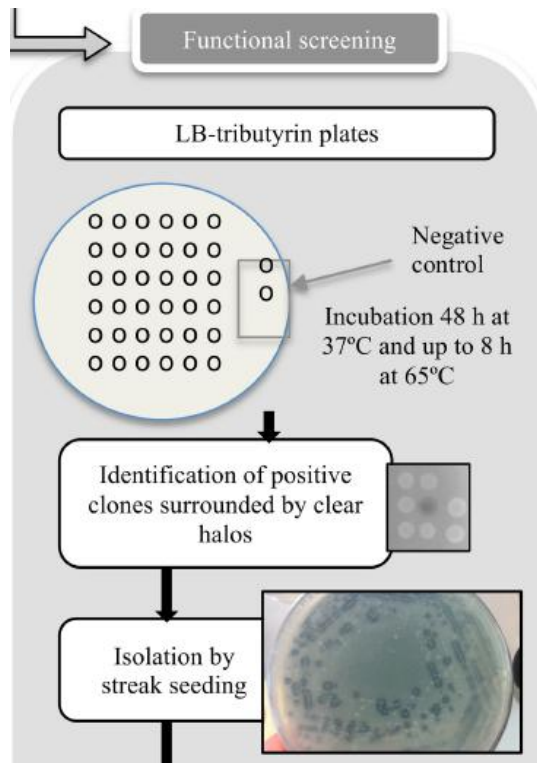 Functional screening
LB-tributyrin plates
O O O O O O
O O O O O O
O O O O O O
O O O O O O
O O O O O O
O O O O O O
O
O
Negative
control
Incubation 48 h at
37ºC and up to 8 h
at 65ºC
Identification of positive
clones surrounded by clear
halos
Isolation by
streak seeding